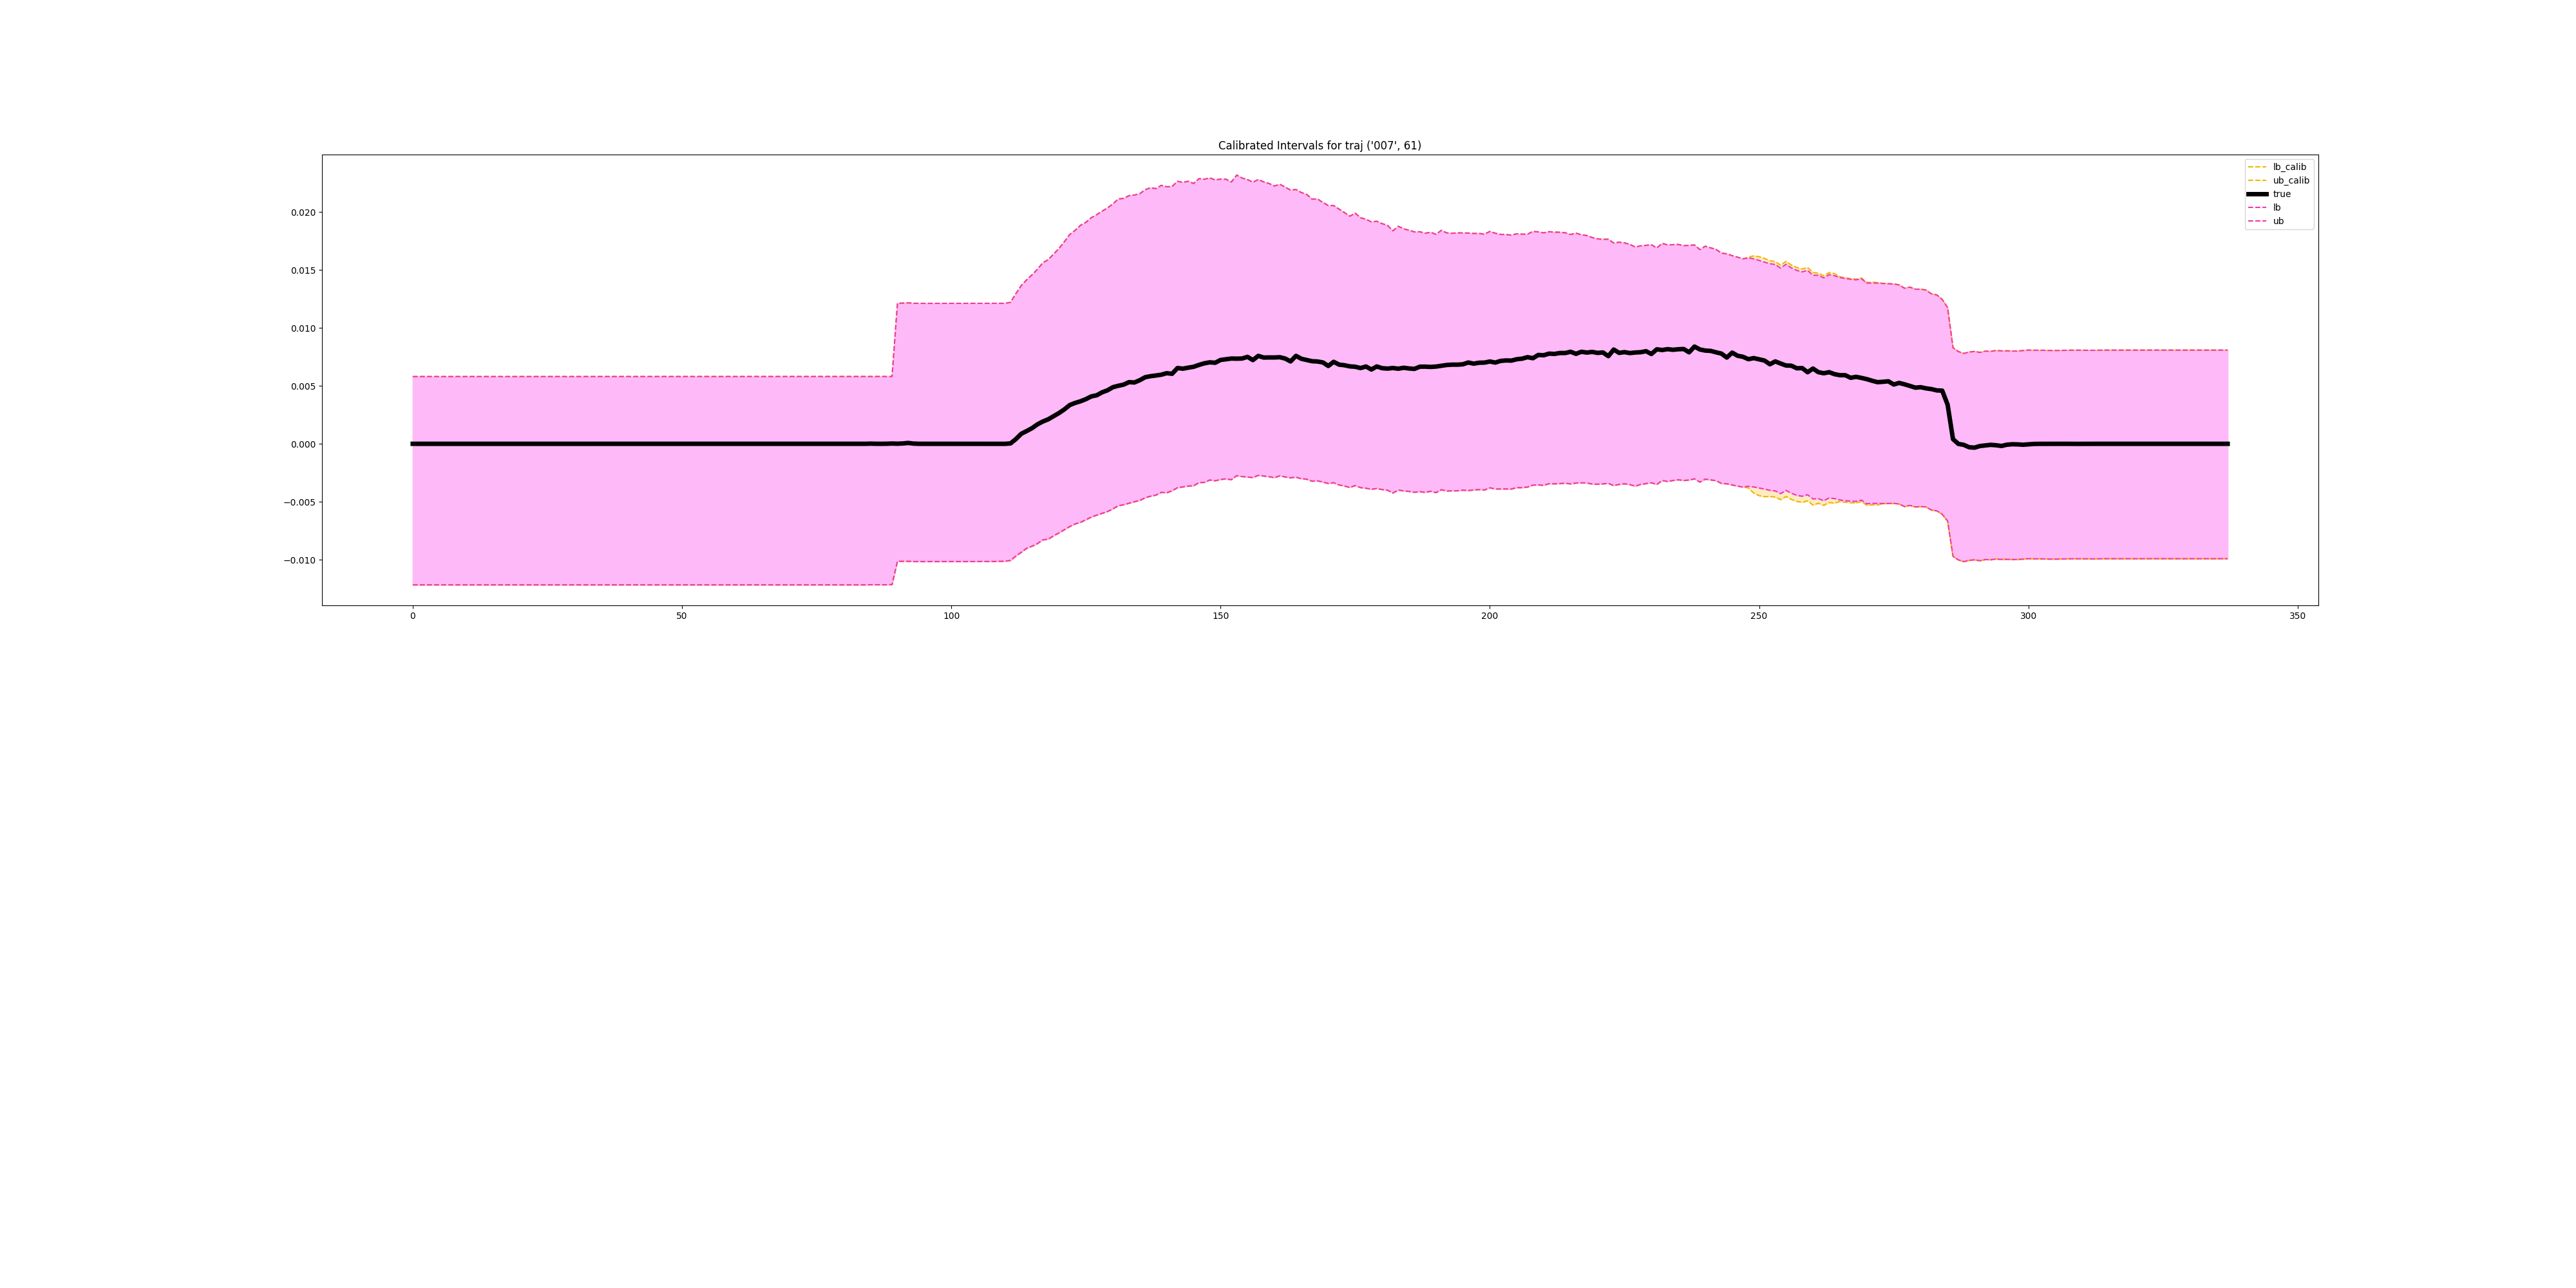 Calibrated Intervals for traj ('007', 61)
lb_calib
ub_calib
true
lb
ub
0.020
0.015
0.010
0.005
0.000
−0.005
−0.010
0 50 100 150 200 250 300 350